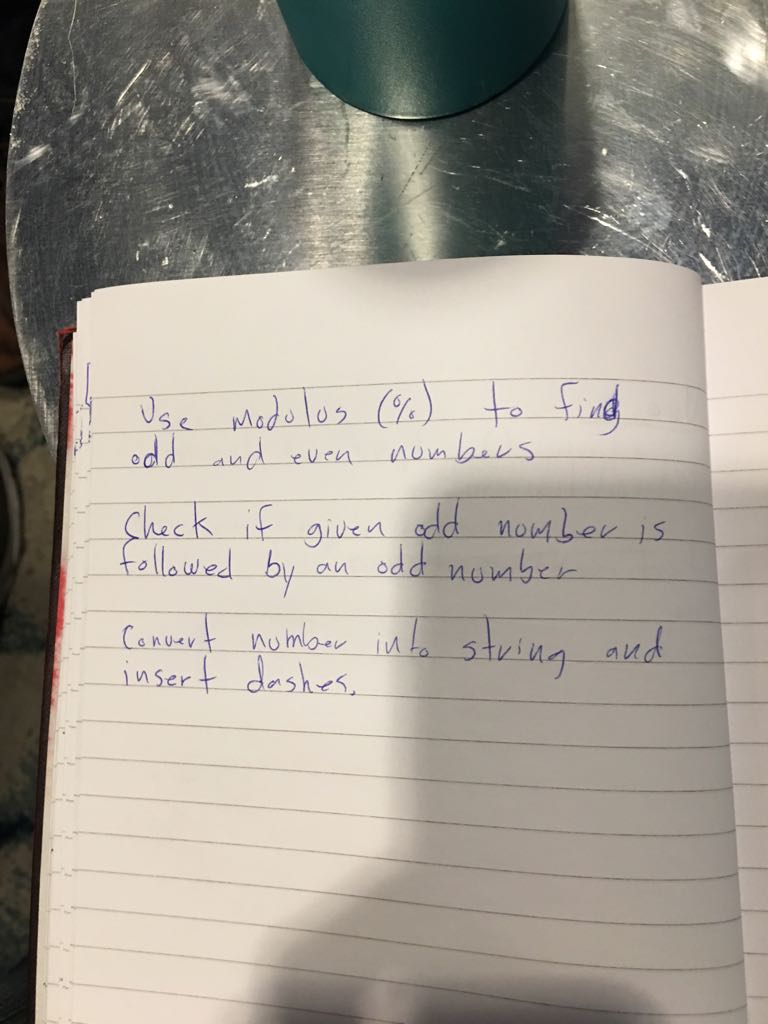 Use modulus (%) to find
odd and even numbers
Check if given odd number is
followed by an odd number
Convert number into string and
insert dashes.